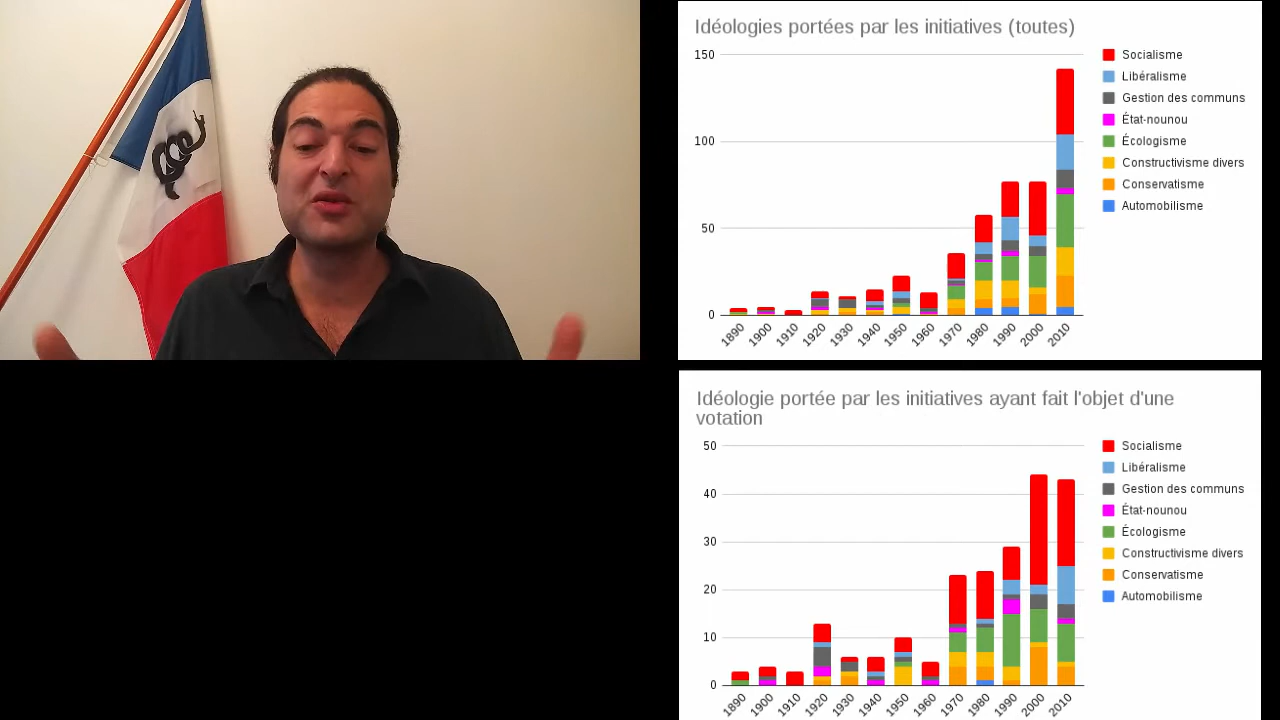 Idéologies portées par les initiatives (toutes)
150
100
50
0
1890 1900 1910 1920 1930 1940 1950 1960 1970 1980 1990 2000 2010
Socialisme
Libéralisme
Gestion des communs
État-nounou
Écologisme
Constructivisme divers
Conservatisme
Automobilisme
Idéologie portée par les initiatives ayant fait l'objet d'une
votation
50
40
30
20
10
0
1890 1900 1910 1920 1930 1940 1950 1960 1970 1980 1990 2000 2010
Socialisme
Libéralisme
Gestion des communs
État-nounou
Écologisme
Constructivisme divers
Conservatisme
Automobilisme